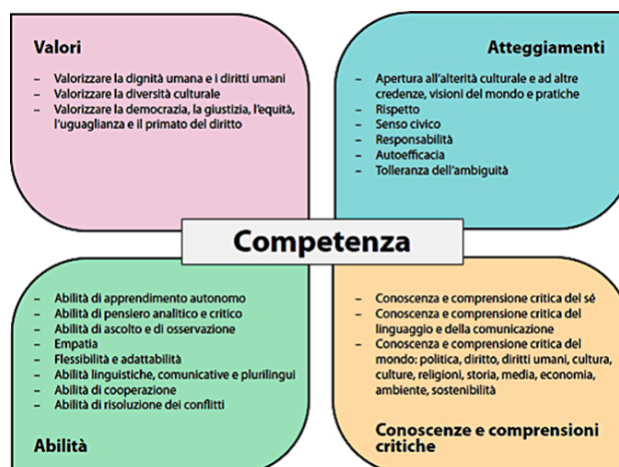 Valori
– Valorizzare la dignità umana e i diritti umani
– Valorizzare la diversità culturale
– Valorizzare la democrazia, la giustizia, l'equità,
l'uguaglianza e il primato del diritto
Atteggiamenti
– Apertura all'alterità culturale e ad altre
credenze, visioni del mondo e pratiche
– Rispetto
– Senso civico
– Responsabilità
– Autoefficacia
– Tolleranza dell'ambiguità
Competenza
– Abilità di apprendimento autonomo
– Abilità di pensiero analitico e critico
– Abilità di ascolto e di osservazione
– Empatia
– Flessibilità e adattabilità
– Abilità linguistiche, comunicative e plurilingui
– Abilità di cooperazione
– Abilità di risoluzione dei conflitti
Abilità
– Conoscenza e comprensione critica del sé
– Conoscenza e comprensione critica del
linguaggio e della comunicazione
– Conoscenza e comprensione critica del
mondo: politica, diritto, diritti umani, cultura,
culture, religioni, storia, media, economia,
ambiente, sostenibilità
Conoscenze e comprensioni
critiche